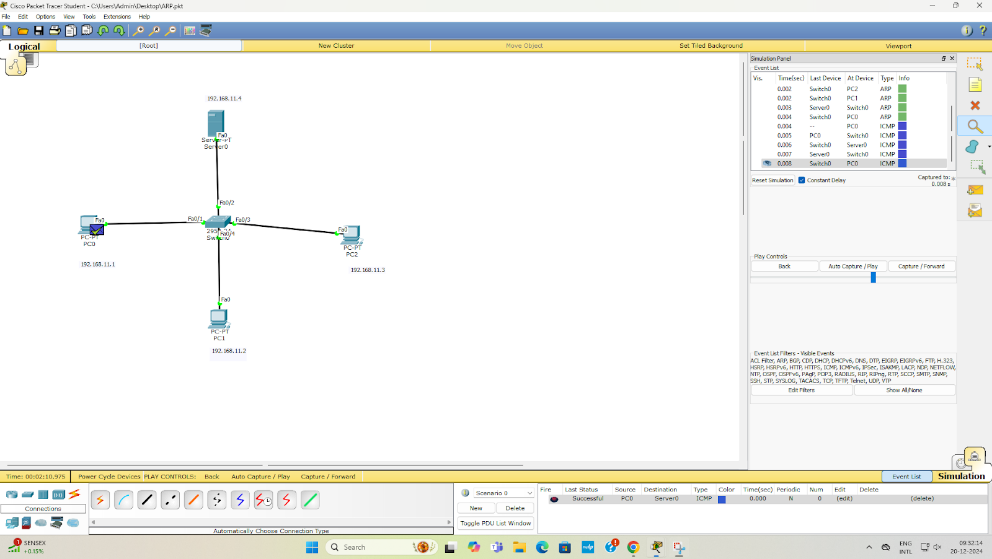 Cisco Packet Tracer Student - C:\Users\Admin\Desktop\ARP.pkt
File Edit Options View Tools Extensions Help
Logical [Root] New Cluster Move Object Set Tiled Background Viewport
192.168.11.4
Fa0
Server-PT
Server0
Fa0/2
Fa0 Fa0/1 Fa0/3 Fa0
Fa0/4
PC-PT
PC0
192.168.11.1
PC-PT
PC2
192.168.11.3
Fa0
PC-PT
PC1
192.168.11.2
Simulation Panel
Event List
Vis. Time(sec) Last Device At Device Type Info
0.002 Switch0 PC2 ARP
0.002 Switch0 PC1 ARP
0.003 Server0 Switch0 ARP
0.004 Switch0 PC0 ARP
0.004 -- PC0 ICMP
0.005 PC0 Switch0 ICMP
0.006 Switch0 Server0 ICMP
0.007 Server0 Switch0 ICMP
0.008 Switch0 PC0 ICMP
Reset Simulation Constant Delay Captured to:
0.008 s
Play Controls
Back Auto Capture / Play Capture / Forward
Event List Filters - Visible Events
ACL Filter, ARP, BGP, CDP, DHCP, DHCPv6, DNS, DTP, EIGRP, EIGRPv6, FTP, H.323,
HSRP, HSRPv6, HTTP, HTTPS, ICMP, ICMPv6, IPSec, ISAKMP, LACP, NDP, NETFLOW,
NTP, OSPF, OSPFv6, PAgP, POP3, RADIUS, RIP, RIPng, RTP, SCCP, SMTP, SNMP,
SSH, STP, SYSLOG, TACACS, TCP, TFTP, Telnet, UDP, VTP
Edit Filters Show All/None
Time: 00:02:10.975 Power Cycle Devices PLAY CONTROLS: Back Auto Capture / Play Capture / Forward Event List Simulation
Connections
Automatically Choose Connection Type
Scenario 0
New Delete
Toggle PDU List Window
Fire Last Status Source Destination Type Color Time(sec) Periodic Num Edit Delete
Successful PC0 Server0 ICMP 0.000 N 0 (edit) (delete)
SENSEX
+0.15%
Search
ENG
INTL
09:32:14
20-12-2024